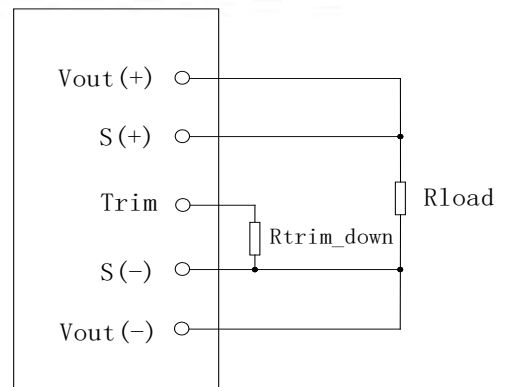 Vout(+)
S(+)
Trim
Rload
Rtrim_down
S(-)
Vout(-)